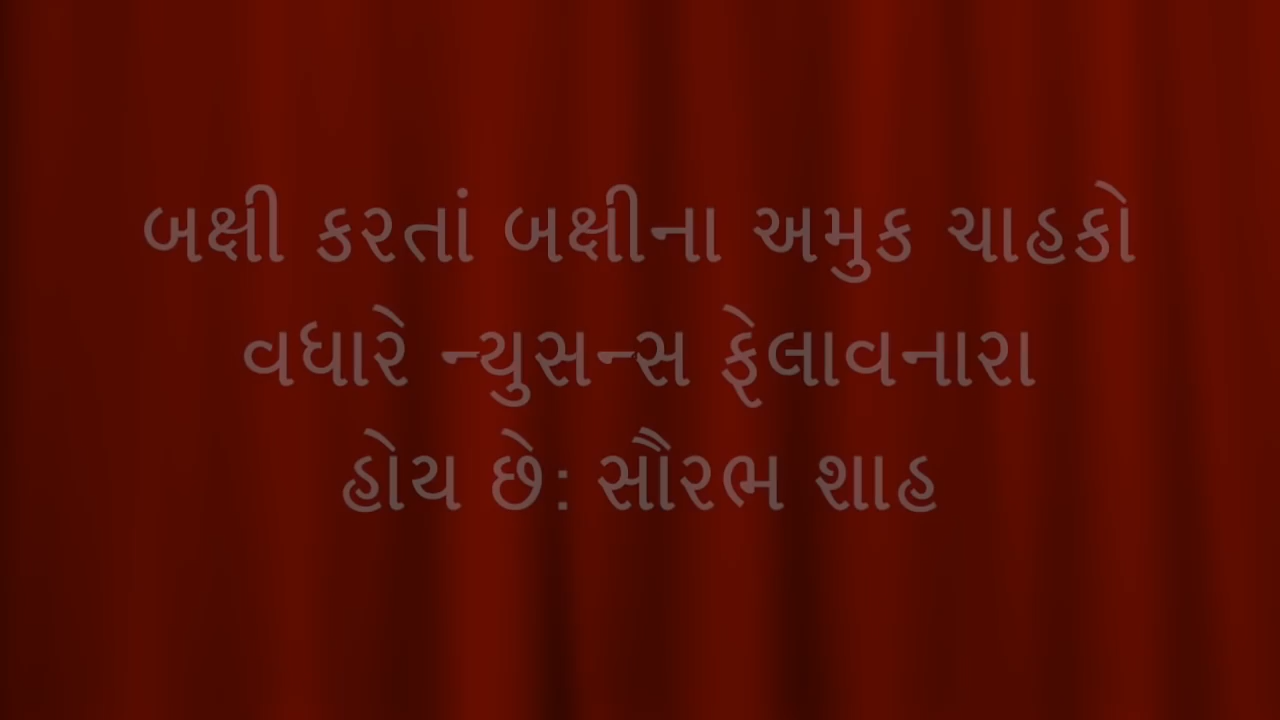 બક્ષી કરતાં બક્ષીના અમુક ચાહકો
વધારે ન્યુસન્સ ફેલાવનારા
હોય છે: સૌરભ શાહ